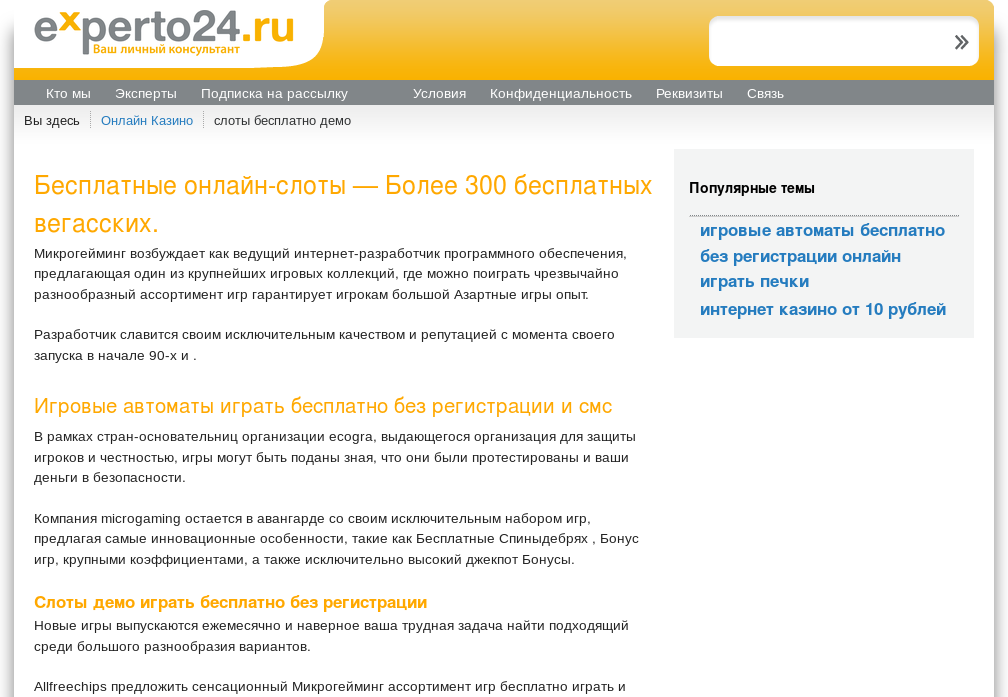 experto24.ru
Ваш личный консультант
Кто мы Эксперты Подписка на рассылку Условия Конфиденциальность Реквизиты Связь
Вы здесь Онлайн Казино слоты бесплатно демо
Бесплатные онлайн-слоты — Более 300 бесплатных
вегасских.
Микрогейминг возбуждает как ведущий интернет-разработчик программного обеспечения,
предлагающая один из крупнейших игровых коллекций, где можно поиграть чрезвычайно
разнообразный ассортимент игр гарантирует игрокам большой Азартные игры опыт.
Разработчик славится своим исключительным качеством и репутацией с момента своего
запуска в начале 90-х и .
Игровые автоматы играть бесплатно без регистрации и смс
В рамках стран-основательниц организации ecogra, выдающегося организация для защиты
игроков и честностью, игры могут быть поданы зная, что они были протестированы и ваши
деньги в безопасности.
Компания microgaming остается в авангарде со своим исключительным набором игр,
предлагая самые инновационные особенности, такие как Бесплатные Спиныдебрях , Бонус
игр, крупными коэффициентами, а также исключительно высокий джекпот Бонусы.
Слоты демо играть бесплатно без регистрации
Новые игры выпускаются ежемесячно и наверное ваша трудная задача найти подходящий
среди большого разнообразия вариантов.
Allfreechips предложить сенсационный Микрогейминг ассортимент игр бесплатно играть и
Популярные темы
игровые автоматы бесплатно
без регистрации онлайн
играть печки
интернет казино от 10 рублей